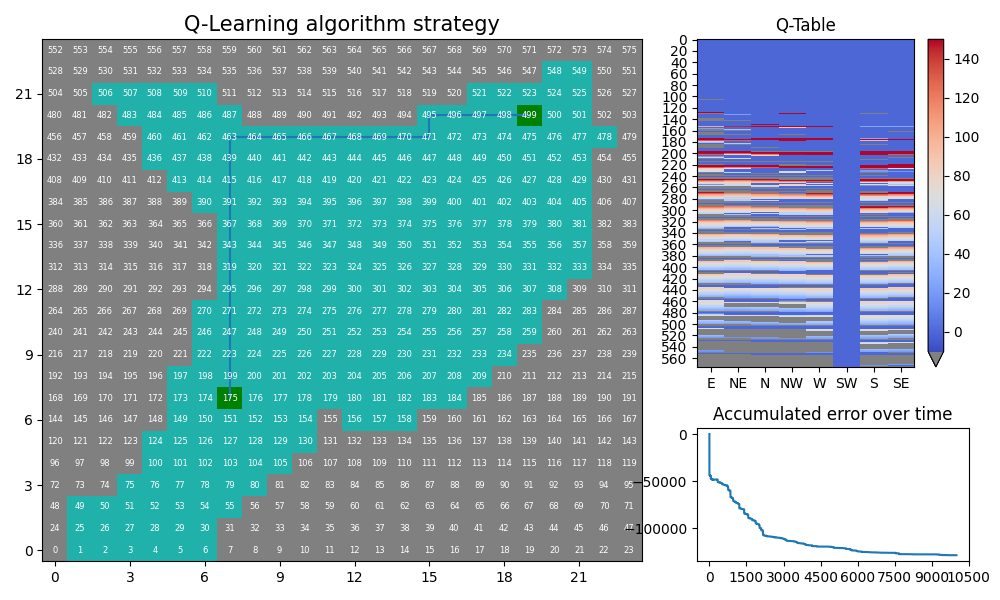 Q-Learning algorithm strategy
552 553 554 555 556 557 558 559 560 561 562 563 564 565 566 567 568 569 570 571 572 573 574 575
528 529 530 531 532 533 534 535 536 537 538 539 540 541 542 543 544 545 546 547 548 549 550 551
21 504 505 506 507 508 509 510 511 512 513 514 515 516 517 518 519 520 521 522 523 524 525 526 527
480 481 482 483 484 485 486 487 488 489 490 491 492 493 494 495 496 497 498 499 500 501 502 503
456 457 458 459 460 461 462 463 464 465 466 467 468 469 470 471 472 473 474 475 476 477 478 479
18 432 433 434 435 436 437 438 439 440 441 442 443 444 445 446 447 448 449 450 451 452 453 454 455
408 409 410 411 412 413 414 415 416 417 418 419 420 421 422 423 424 425 426 427 428 429 430 431
384 385 386 387 388 389 390 391 392 393 394 395 396 397 398 399 400 401 402 403 404 405 406 407
15 360 361 362 363 364 365 366 367 368 369 370 371 372 373 374 375 376 377 378 379 380 381 382 383
336 337 338 339 340 341 342 343 344 345 346 347 348 349 350 351 352 353 354 355 356 357 358 359
312 313 314 315 316 317 318 319 320 321 322 323 324 325 326 327 328 329 330 331 332 333 334 335
12 288 289 290 291 292 293 294 295 296 297 298 299 300 301 302 303 304 305 306 307 308 309 310 311
264 265 266 267 268 269 270 271 272 273 274 275 276 277 278 279 280 281 282 283 284 285 286 287
240 241 242 243 244 245 246 247 248 249 250 251 252 253 254 255 256 257 258 259 260 261 262 263
9 216 217 218 219 220 221 222 223 224 225 226 227 228 229 230 231 232 233 234 235 236 237 238 239
192 193 194 195 196 197 198 199 200 201 202 203 204 205 206 207 208 209 210 211 212 213 214 215
168 169 170 171 172 173 174 175 176 177 178 179 180 181 182 183 184 185 186 187 188 189 190 191
6 144 145 146 147 148 149 150 151 152 153 154 155 156 157 158 159 160 161 162 163 164 165 166 167
120 121 122 123 124 125 126 127 128 129 130 131 132 133 134 135 136 137 138 139 140 141 142 143
96 97 98 99 100 101 102 103 104 105 106 107 108 109 110 111 112 113 114 115 116 117 118 119
3 72 73 74 75 76 77 78 79 80 81 82 83 84 85 86 87 88 89 90 91 92 93 94 95
48 49 50 51 52 53 54 55 56 57 58 59 60 61 62 63 64 65 66 67 68 69 70 71
24 25 26 27 28 29 30 31 32 33 34 35 36 37 38 39 40 41 42 43 44 45 46
0 0 1 2 3 4 5 6 7 8 9 10 11 12 13 14 15 16 17 18 19 20 21 22 23
0 3 6 9 12 15 18 21
Q-Table
0
20
40
60
80
100
120
140
160
180
200
220
240
260
280
300
320
340
360
380
400
420
440
460
480
500
520
540
560
E NE N NW W SW S SE
140
120
100
80
60
40
20
0
Accumulated error over time
0
−50000
−100000
0 1500 3000 4500 6000 7500 9000 10500